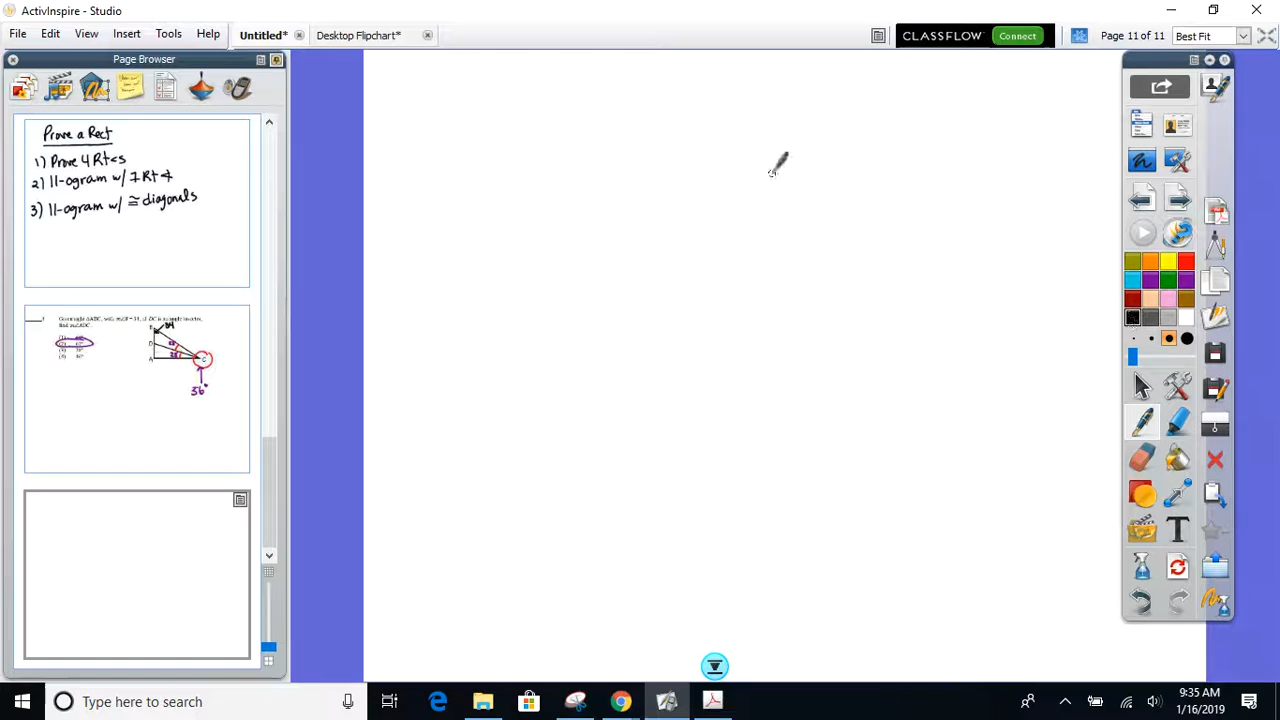 ActivInspire - Studio
File Edit View Insert Tools Help
Untitled* Desktop Flipchart*
CLASSFLOW Connect
Page 11 of 11 Best Fit
Page Browser
Prove a Rect
1) Prove 4 Rt <s
2) ||-ogram w/ 1 Rt ∢
3) ||-ogram w/ ≅ diagonals
B
D
A
C
56°
T
Type here to search
9:35 AM
1/16/2019